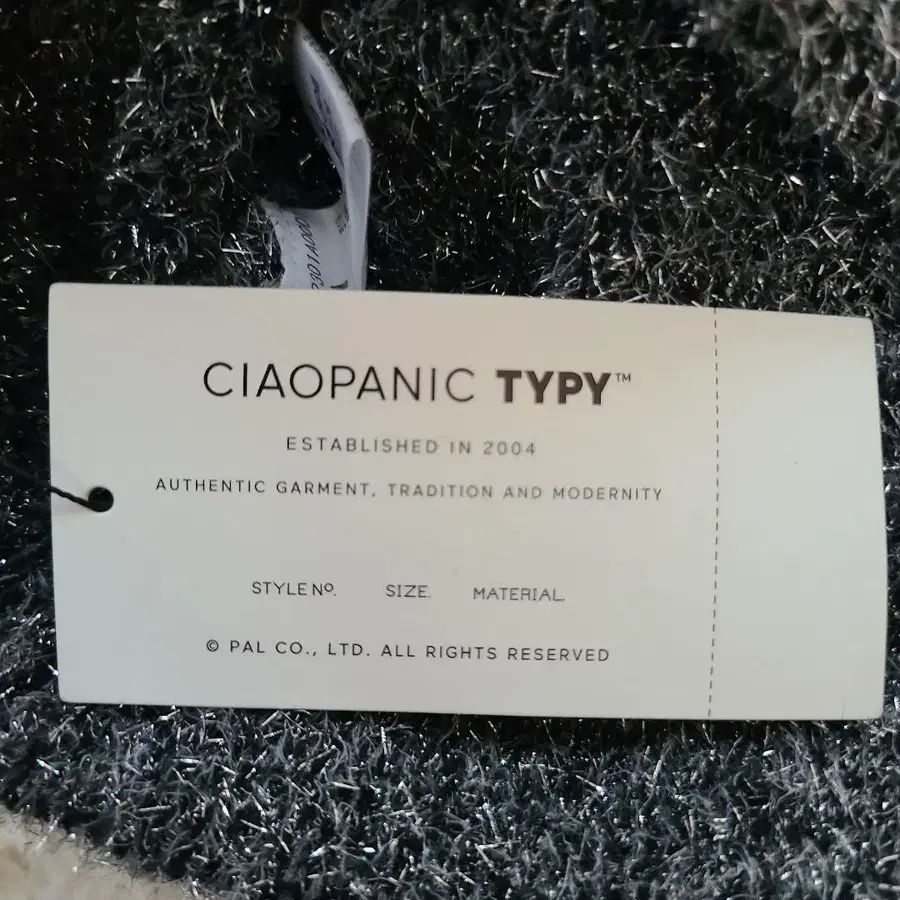 CIAOPANIC TYPY™
ESTABLISHED IN 2004
AUTHENTIC GARMENT, TRADITION AND MODERNITY
STYLE Nº. SIZE. MATERIAL.
© PAL CO., LTD. ALL RIGHTS RESERVED